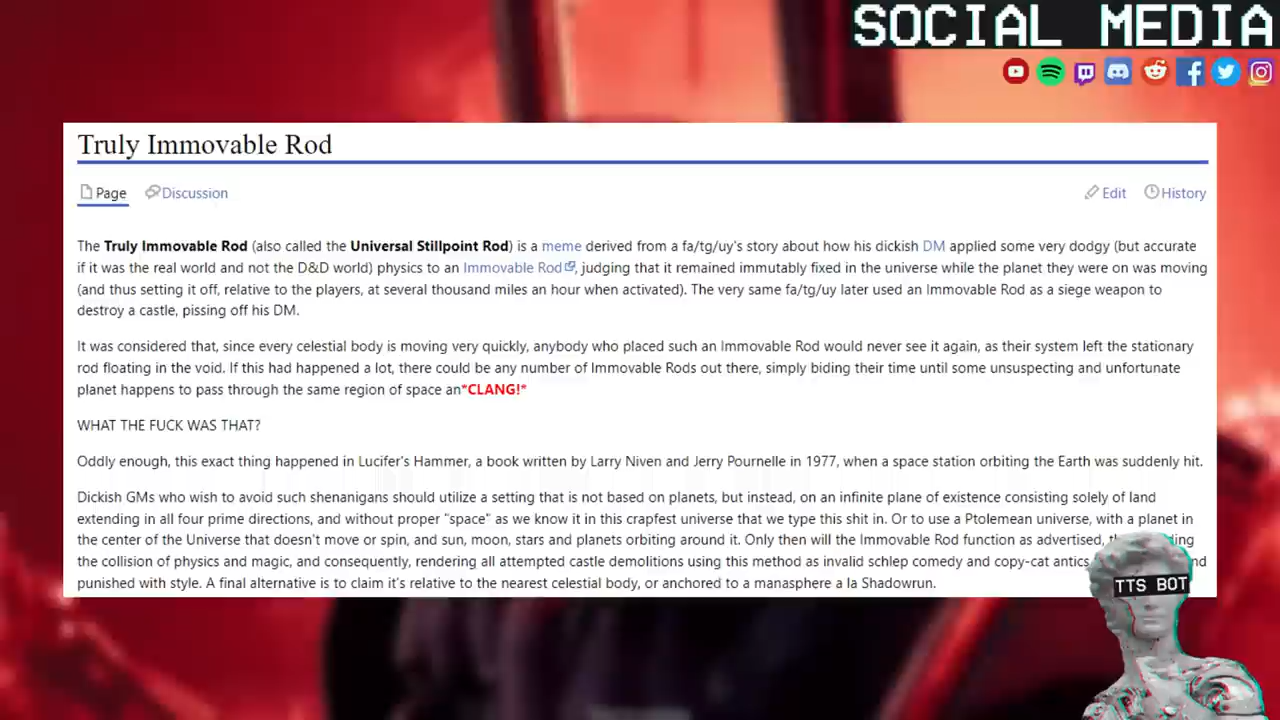 SOCIAL MEDIA
Truly Immovable Rod
Page Discussion Edit History
The Truly Immovable Rod (also called the Universal Stillpoint Rod) is a meme derived from a fa/tg/uy's story about how his dickish DM applied some very dodgy (but accurate
if it was the real world and not the D&D world) physics to an Immovable Rod, judging that it remained immutably fixed in the universe while the planet they were on was moving
(and thus setting it off, relative to the players, at several thousand miles an hour when activated). The very same fa/tg/uy later used an Immovable Rod as a siege weapon to
destroy a castle, pissing off his DM.
It was considered that, since every celestial body is moving very quickly, anybody who placed such an Immovable Rod would never see it again, as their system left the stationary
rod floating in the void. If this had happened a lot, there could be any number of Immovable Rods out there, simply biding their time until some unsuspecting and unfortunate
planet happens to pass through the same region of space an*CLANG!*
WHAT THE FUCK WAS THAT?
Oddly enough, this exact thing happened in Lucifer's Hammer, a book written by Larry Niven and Jerry Pournelle in 1977, when a space station orbiting the Earth was suddenly hit.
Dickish GMs who wish to avoid such shenanigans should utilize a setting that is not based on planets, but instead, on an infinite plane of existence consisting solely of land
extending in all four prime directions, and without proper "space" as we know it in this crapfest universe that we type this shit in. Or to use a Ptolemean universe, with a planet in
the center of the Universe that doesn't move or spin, and sun, moon, stars and planets orbiting around it. Only then will the Immovable Rod function as advertised,
the collision of physics and magic, and consequently, rendering all attempted castle demolitions using this method as invalid schlep comedy and copy-cat antics
punished with style. A final alternative is to claim it's relative to the nearest celestial body, or anchored to a manasphere a la Shadowrun.
TTS BOT